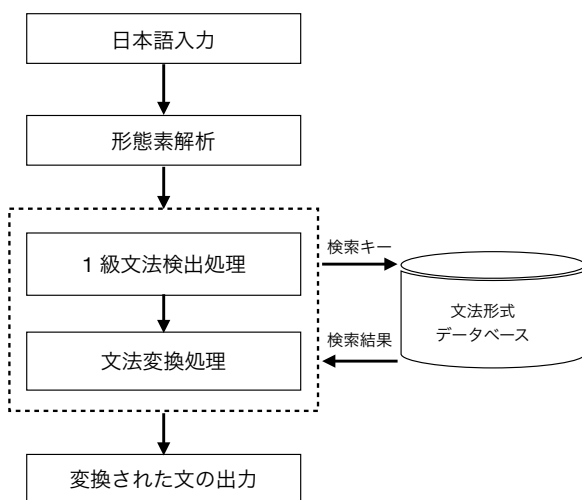 日本語入力
形態素解析
1 級文法検出処理
検索キー
文法形式
データベース
検索結果
文法変換処理
変換された文の出力